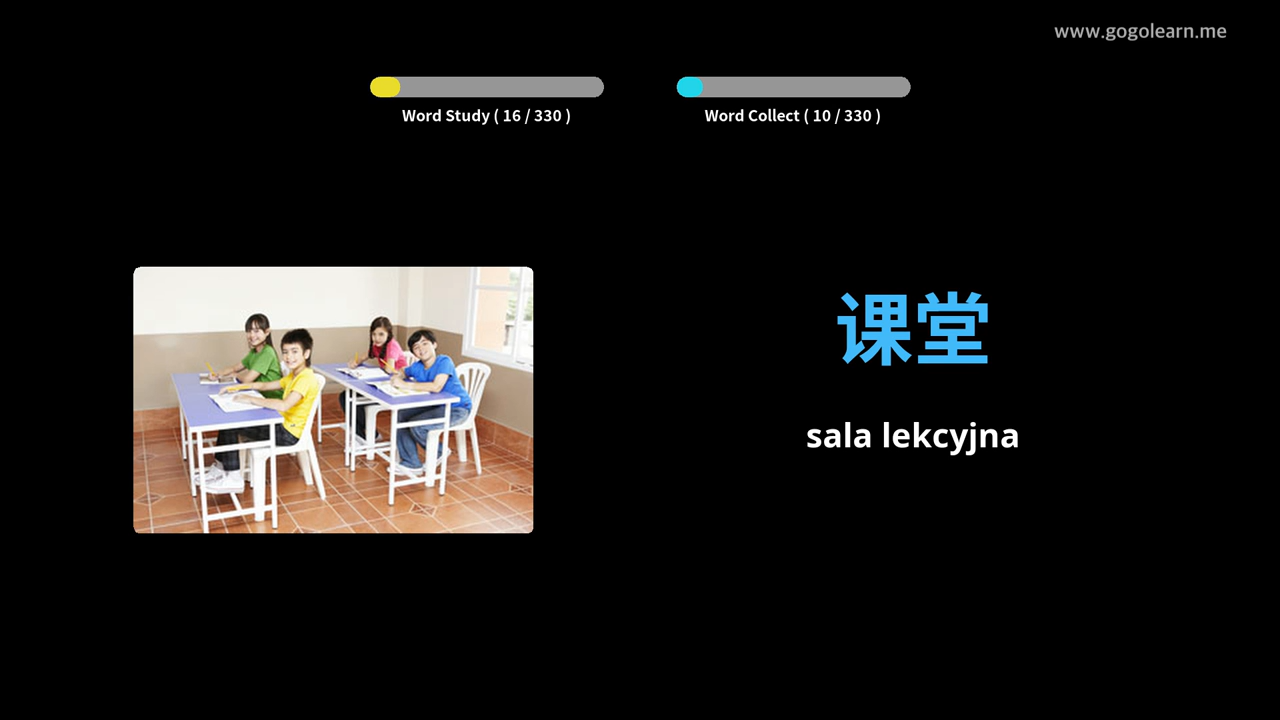 www.gogolearn.me
Word Study ( 16 / 330 )
Word Collect ( 10 / 330 )
课堂
sala lekcyjna